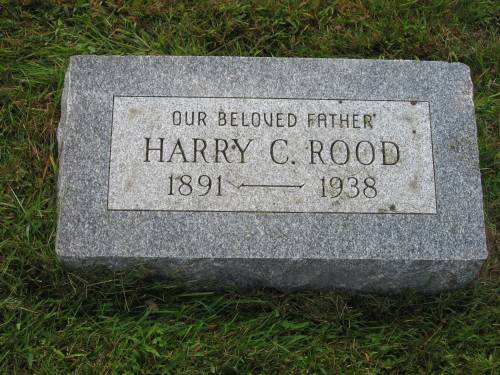 OUR BELOVED FATHER
HARRY C. ROOD
1891 — 1938